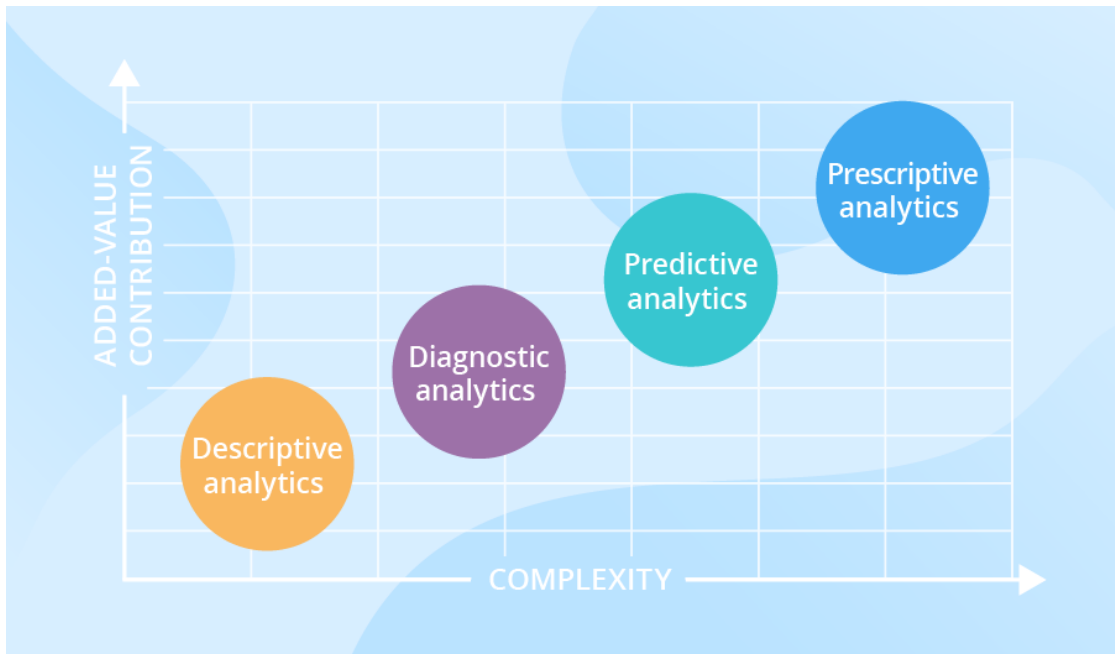 ADDED-VALUE
CONTRIBUTION
Prescriptive
analytics
Predictive
analytics
Diagnostic
analytics
Descriptive
analytics
COMPLEXITY